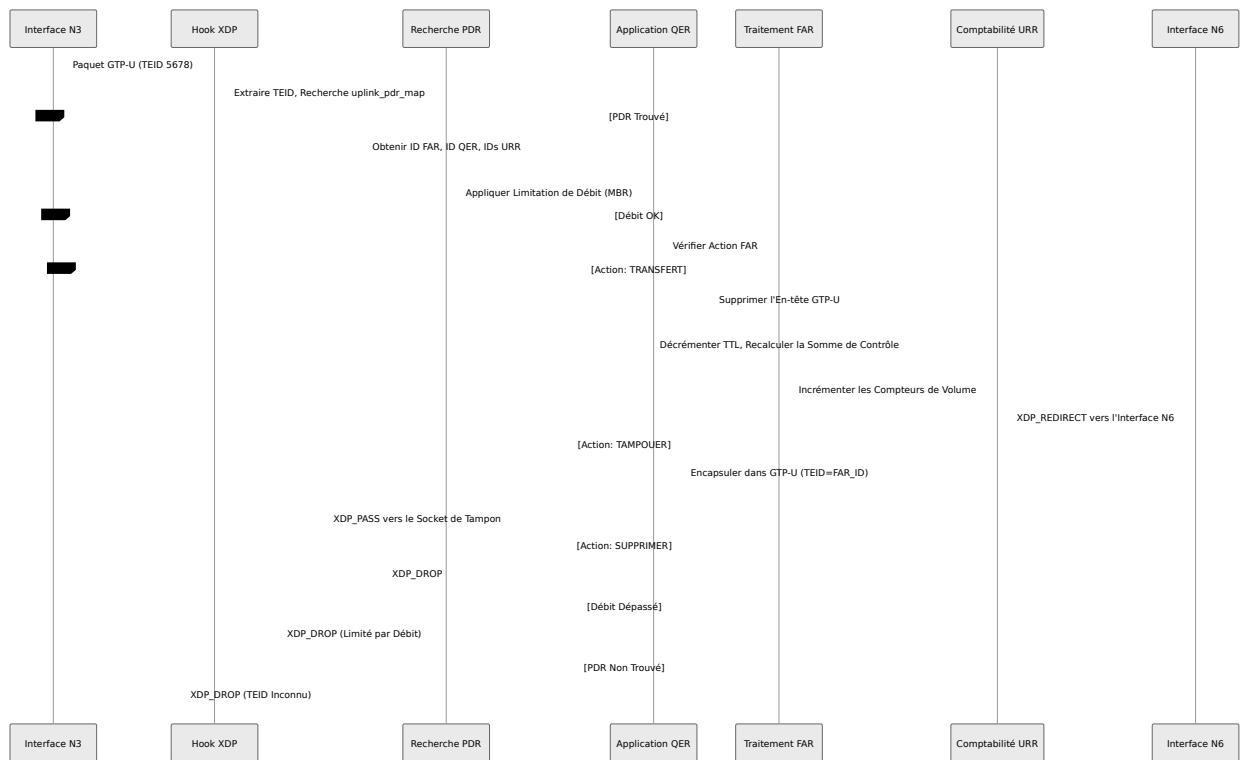 Interface N3
Hook XDP
Recherche PDR
Application QER
Traitement FAR
Comptabilité URR
Interface N6
Paquet GTP-U (TEID 5678)
Extraire TEID, Recherche uplink_pdr_map
[PDR Trouvé]
Obtenir ID FAR, ID QER, IDs URR
Appliquer Limitation de Débit (MBR)
[Débit OK]
Vérifier Action FAR
[Action: TRANSFERT]
Supprimer l'En-tête GTP-U
Décrémenter TTL, Recalculer la Somme de Contrôle
Incrémenter les Compteurs de Volume
XDP_REDIRECT vers l'Interface N6
[Action: TAMPOUER]
Encapsuler dans GTP-U (TEID=FAR_ID)
XDP_PASS vers le Socket de Tampon
[Action: SUPPRIMER]
XDP_DROP
[Débit Dépassé]
XDP_DROP (Limité par Débit)
[PDR Non Trouvé]
XDP_DROP (TEID Inconnu)
Interface N3
Hook XDP
Recherche PDR
Application QER
Traitement FAR
Comptabilité URR
Interface N6